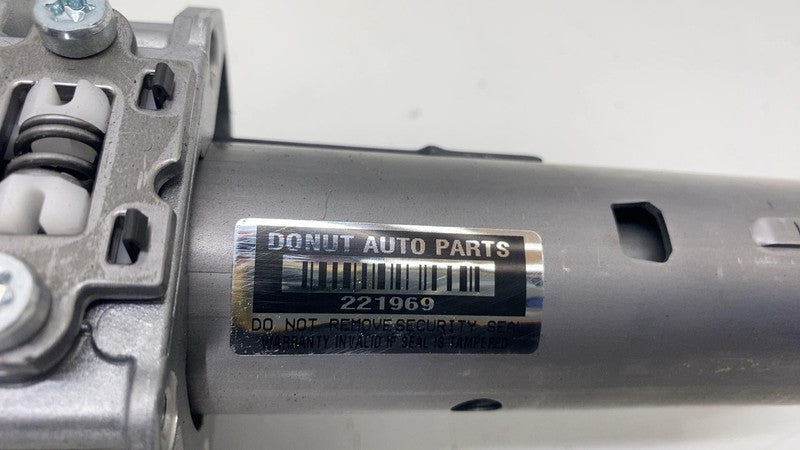 DONUT AUTO PARTS
221969
DO NOT REMOVE SECURITY SEAL
WARRANTY INVALID IF SEAL IS TAMPERED